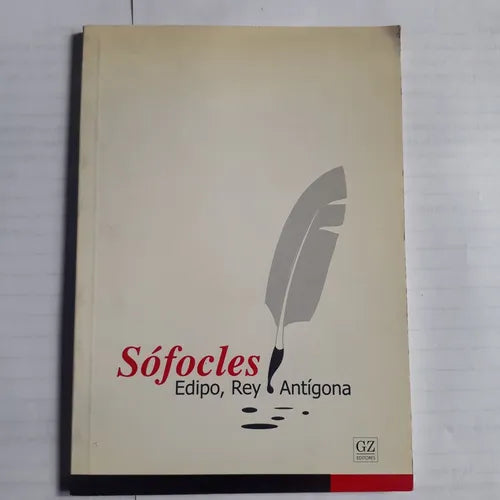 Sófocles
Edipo, Rey Antígona
GZ
EDITORES